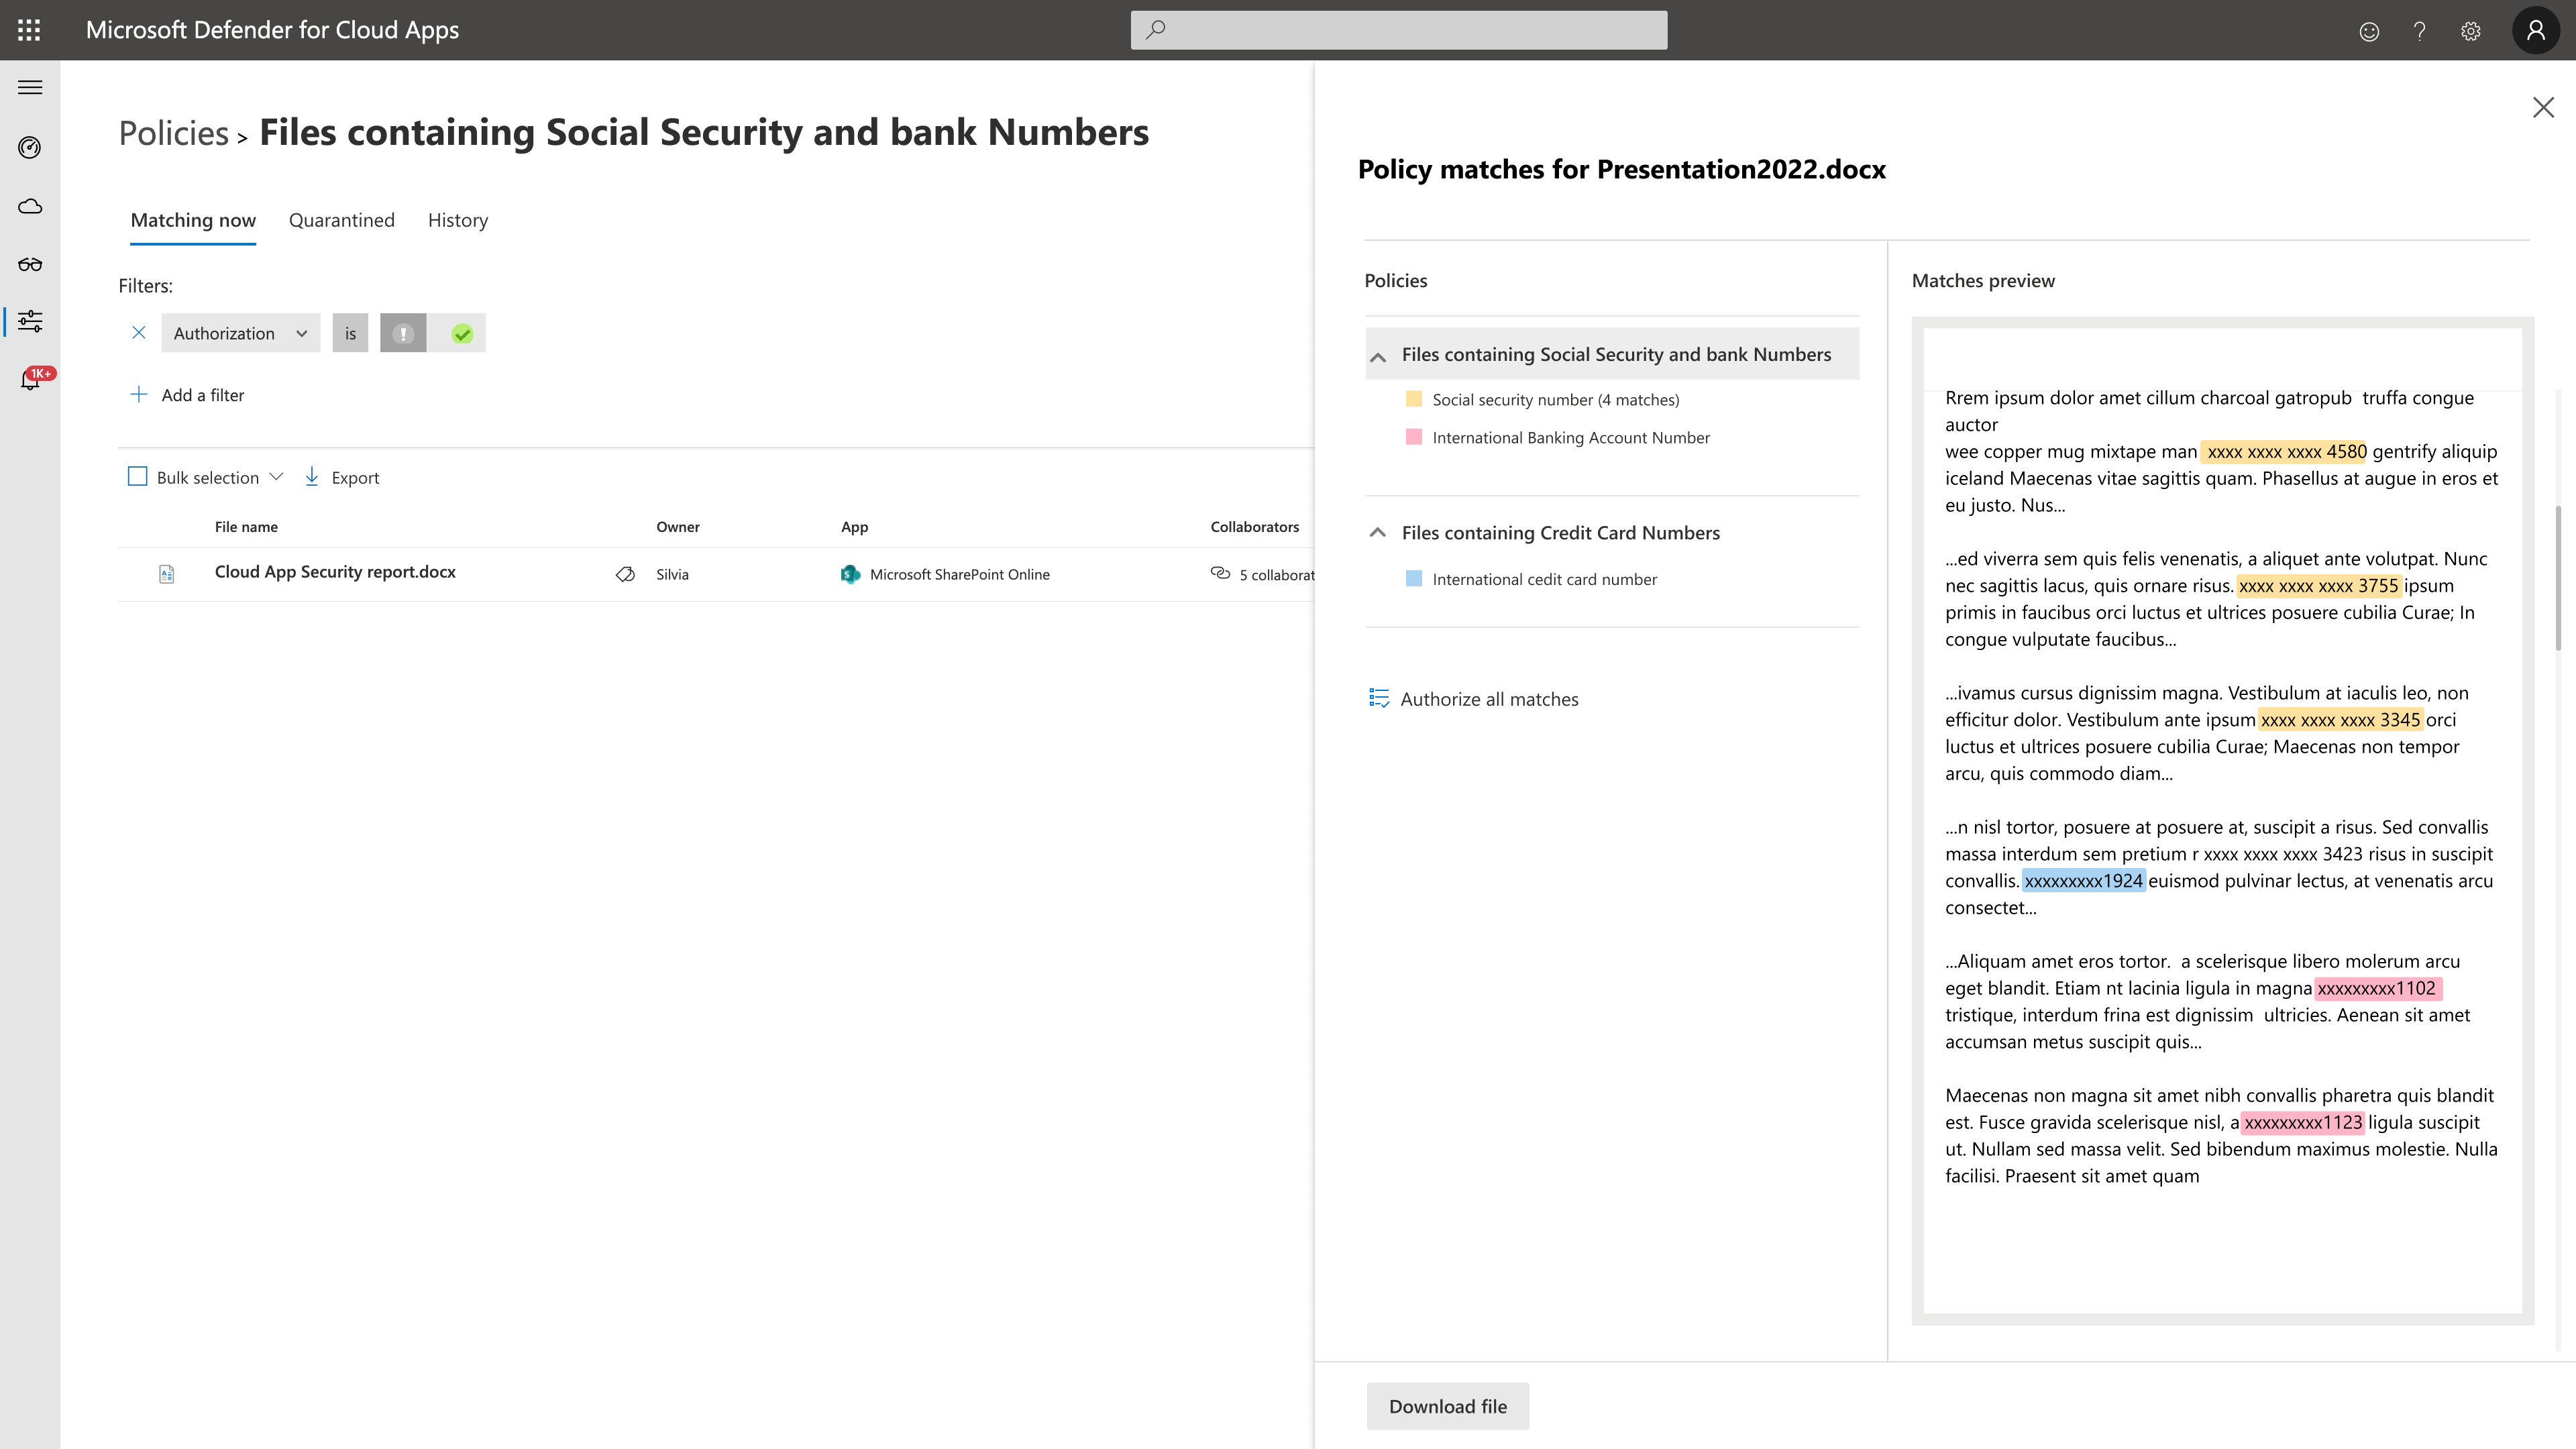 Microsoft Defender for Cloud Apps
?
1K+
Policies > Files containing Social Security and bank Numbers
Matching now Quarantined History
Filters:
Authorization is
Add a filter
Bulk selection Export
File name Owner App Collaborators
Cloud App Security report.docx Silvia Microsoft SharePoint Online 5 collaborat
Policy matches for Presentation2022.docx
Policies
Files containing Social Security and bank Numbers
Social security number (4 matches)
International Banking Account Number
Files containing Credit Card Numbers
International cedit card number
Authorize all matches
Matches preview
Rrem ipsum dolor amet cillum charcoal gatropub truffa congue
auctor
wee copper mug mixtape man xxxx xxxx xxxx 4580 gentrify aliquip
iceland Maecenas vitae sagittis quam. Phasellus at augue in eros et
eu justo. Nus...
...ed viverra sem quis felis venenatis, a aliquet ante volutpat. Nunc
nec sagittis lacus, quis ornare risus. xxxx xxxx xxxx 3755 ipsum
primis in faucibus orci luctus et ultrices posuere cubilia Curae; In
congue vulputate faucibus...
...ivamus cursus dignissim magna. Vestibulum at iaculis leo, non
efficitur dolor. Vestibulum ante ipsum xxxx xxxx xxxx 3345 orci
luctus et ultrices posuere cubilia Curae; Maecenas non tempor
arcu, quis commodo diam...
...n nisl tortor, posuere at posuere at, suscipit a risus. Sed convallis
massa interdum sem pretium r xxxx xxxx xxxx 3423 risus in suscipit
convallis. xxxxxxxxx1924 euismod pulvinar lectus, at venenatis arcu
consectet...
...Aliquam amet eros tortor. a scelerisque libero molerum arcu
eget blandit. Etiam nt lacinia ligula in magna xxxxxxxxx1102
tristique, interdum frina est dignissim ultricies. Aenean sit amet
accumsan metus suscipit quis...
Maecenas non magna sit amet nibh convallis pharetra quis blandit
est. Fusce gravida scelerisque nisl, a xxxxxxxxx1123 ligula suscipit
ut. Nullam sed massa velit. Sed bibendum maximus molestie. Nulla
facilisi. Praesent sit amet quam
Download file